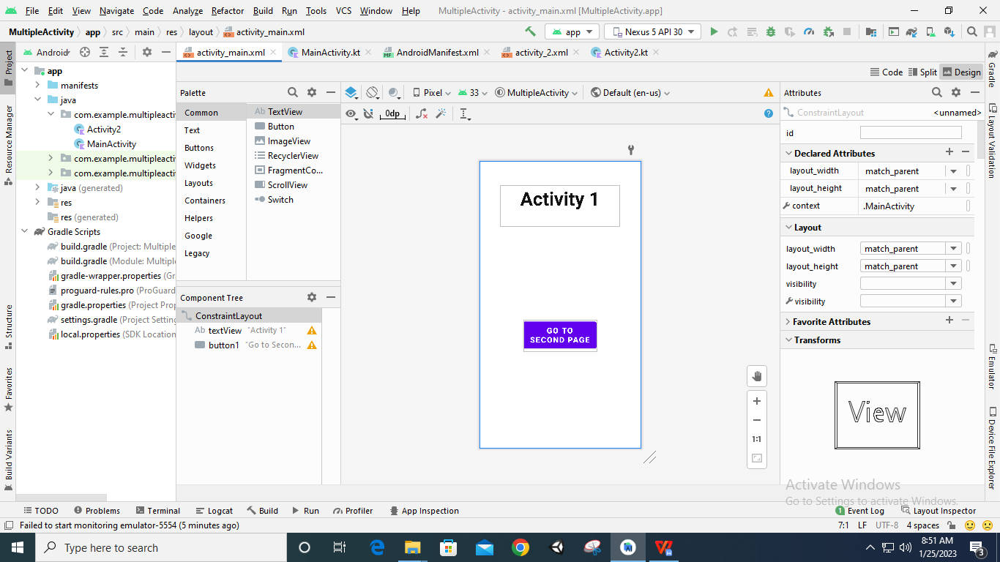 File Edit View Navigate Code Analyze Refactor Build Run Tools VCS Window Help MultipleActivity - activity_main.xml [MultipleActivity.app]
MultipleActivity app src main res layout activity_main.xml app Nexus 5 API 30
Project
Resource Manager
Structure
Favorites
Build Variants
Android
app
manifests
java
com.example.multipleactiv
Activity2
MainActivity
com.example.multipleactiv
com.example.multipleactiv
java (generated)
res
res (generated)
Gradle Scripts
build.gradle (Project: Multiple
build.gradle (Module: Multipl
gradle-wrapper.properties (Gr
proguard-rules.pro (ProGuard
gradle.properties (Project Prop
settings.gradle (Project Setting
local.properties (SDK Location
activity_main.xml MainActivity.kt AndroidManifest.xml activity_2.xml Activity2.kt
Code Split Design
Palette
Common
Text
Buttons
Widgets
Layouts
Containers
Helpers
Google
Legacy
Ab TextView
Button
ImageView
RecyclerView
FragmentCo...
ScrollView
Switch
Component Tree
ConstraintLayout
Ab textView "Activity 1"
button1 "Go to Secon...
Pixel 33 MultipleActivity Default (en-us)
0dp
Activity 1
GO TO
SECOND PAGE
1:1
Attributes
ConstraintLayout <unnamed>
id
Declared Attributes
layout_width match_parent
layout_height match_parent
context .MainActivity
Layout
layout_width match_parent
layout_height match_parent
visibility
visibility
Favorite Attributes
Transforms
View
Activate Windows
Go to Settings to activate Windows.
Gradle
Layout Validation
Emulator
Device File Explorer
TODO Problems Terminal Logcat Build Run Profiler App Inspection 1 Event Log Layout Inspector
Failed to start monitoring emulator-5554 (5 minutes ago) 7:1 LF UTF-8 4 spaces
Type here to search
8:51 AM
1/25/2023
3